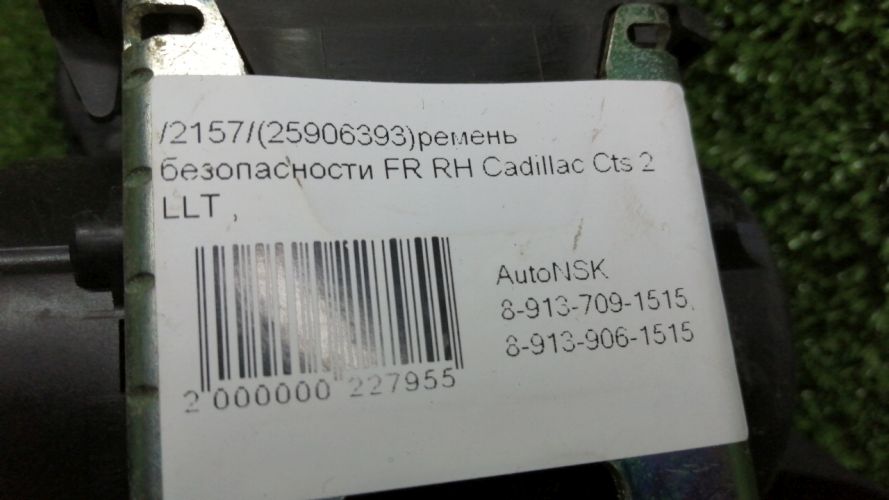 /2157/(25906393)ремень
безопасности FR RH Cadillac Cts 2
LLT ,
AutoNSK
8-913-709-1515,
8-913-906-1515
2 000000 227955